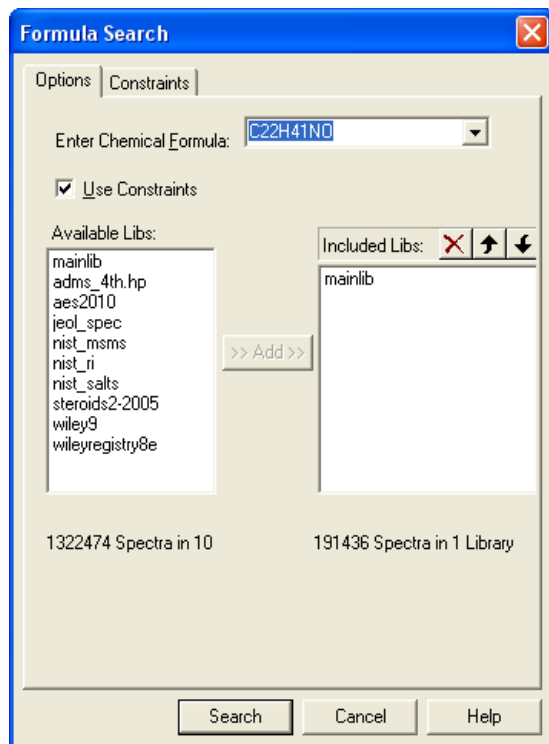 Formula Search
Options Constraints
Enter Chemical Formula: C22H41NO
Use Constraints
Available Libs:
Included Libs:
mainlib
adms_4th.hp
aes2010
jeol_spec
nist_msms
nist_ri
nist_salts
steroids2-2005
wiley9
wileyregistry8e
>> Add >>
mainlib
1322474 Spectra in 10
191436 Spectra in 1 Library
Search Cancel Help